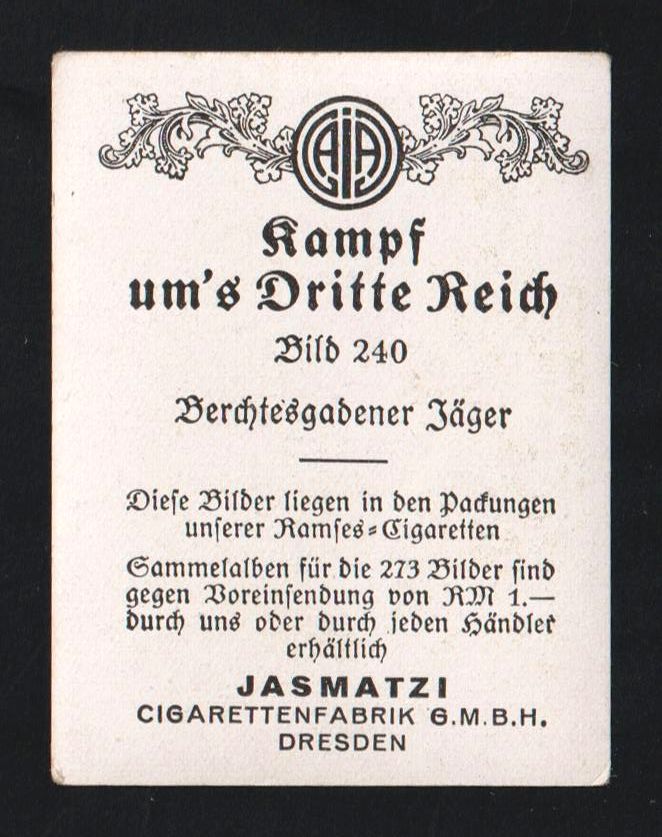 AIA
Kampf
um's Dritte Reich
Bild 240
Berchtesgadener Jäger
Diese Bilder liegen in den Packungen
unserer Ramses=Cigaretten
Sammelalben für die 273 Bilder sind
gegen Voreinsendung von RM 1.—
durch uns oder durch jeden Händler
erhältlich
JASMATZI
CIGARETTENFABRIK G.M.B.H.
DRESDEN